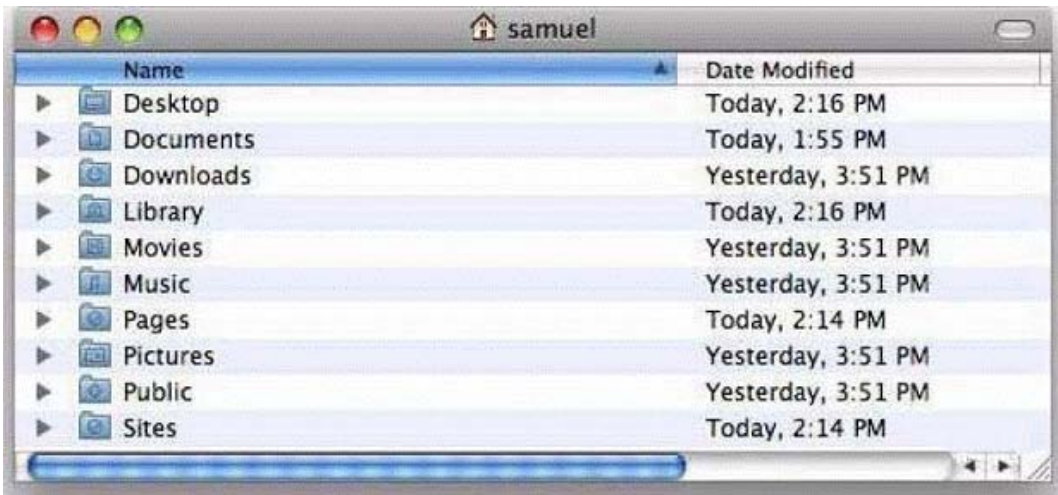 samuel
Name Date Modified
Desktop Today, 2:16 PM
Documents Today, 1:55 PM
Downloads Yesterday, 3:51 PM
Library Today, 2:16 PM
Movies Yesterday, 3:51 PM
Music Yesterday, 3:51 PM
Pages Today, 2:14 PM
Pictures Yesterday, 3:51 PM
Public Yesterday, 3:51 PM
Sites Today, 2:14 PM